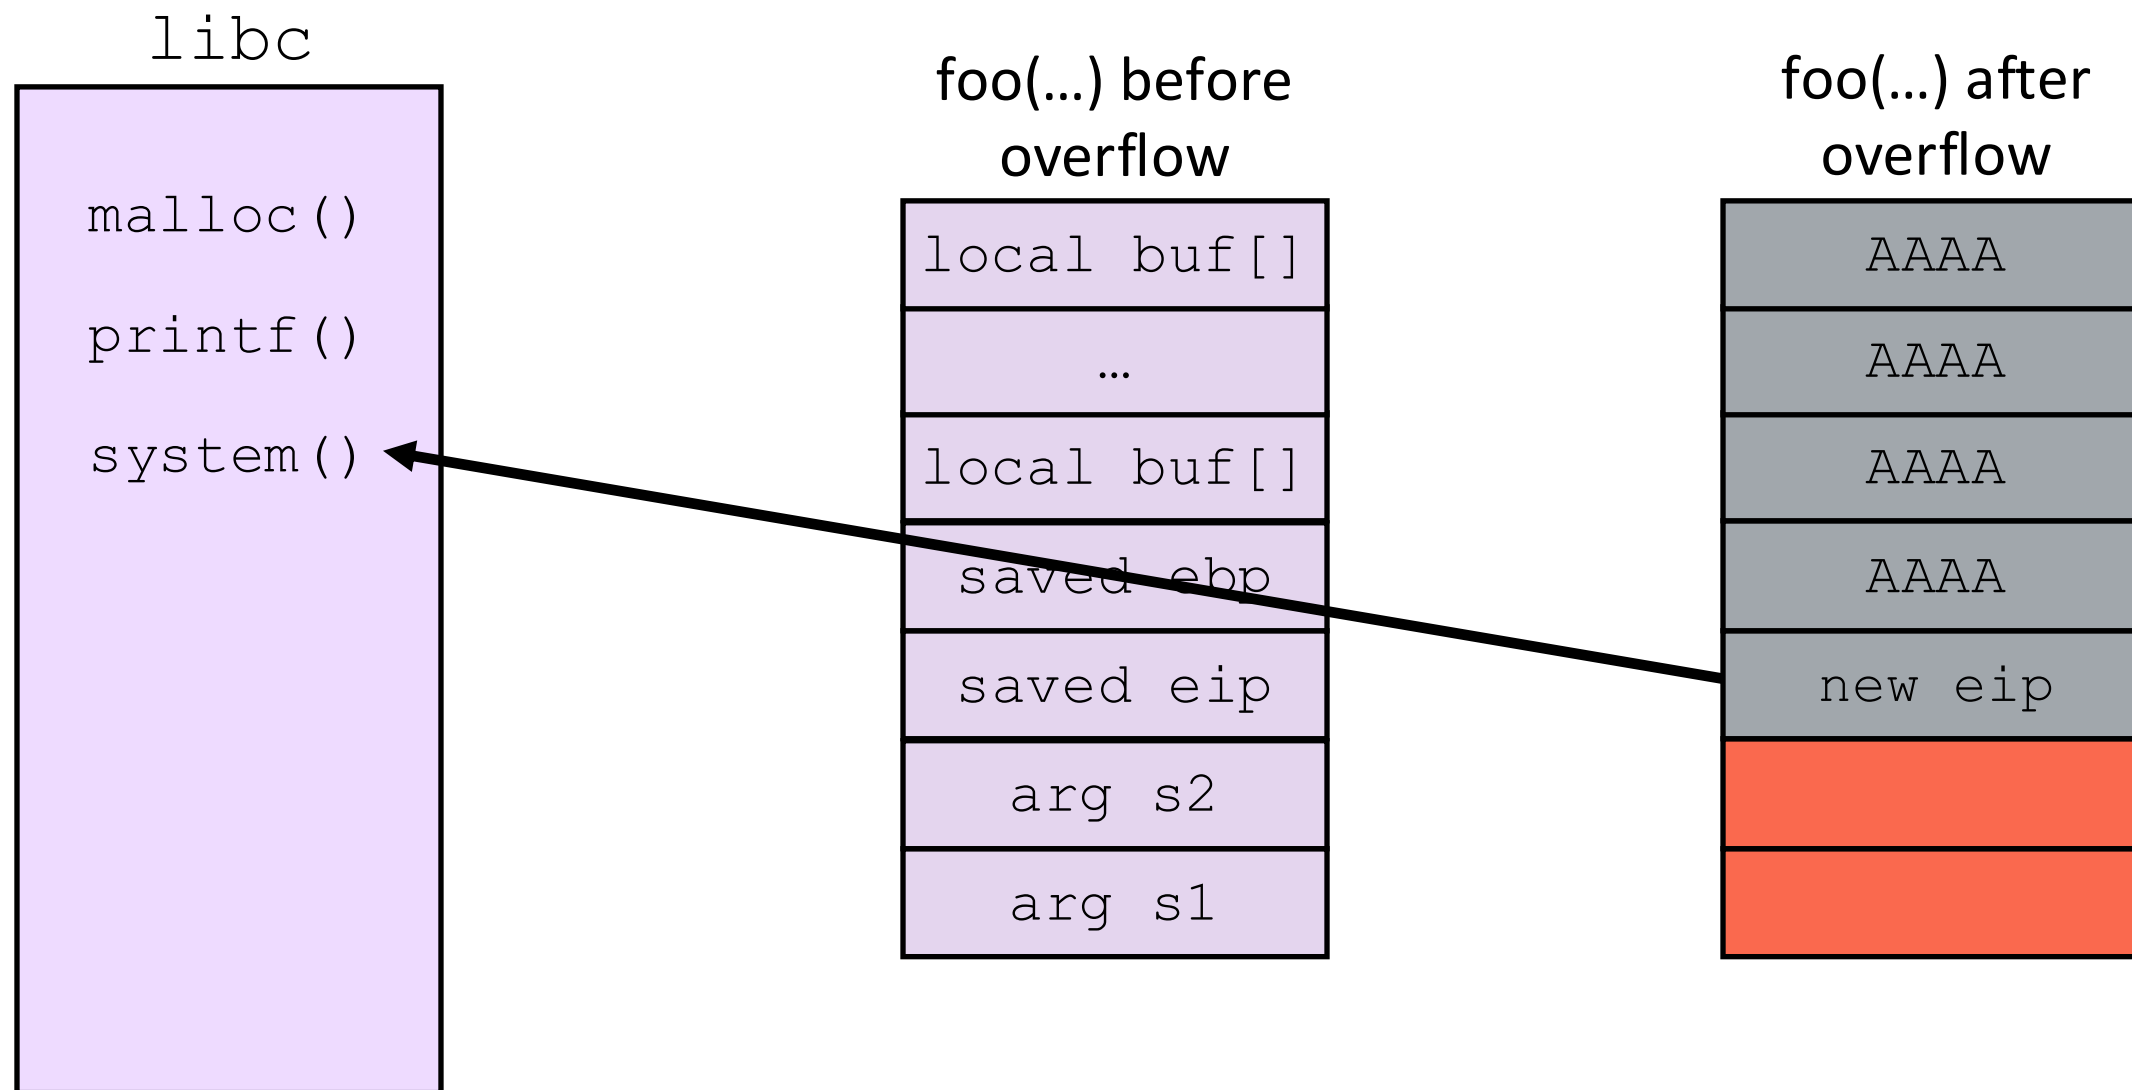 libc
malloc()
printf()
system()
foo(…) before
overflow
local buf[]
…
local buf[]
saved ebp
saved eip
arg s2
arg s1
foo(…) after
overflow
AAAA
AAAA
AAAA
AAAA
new eip